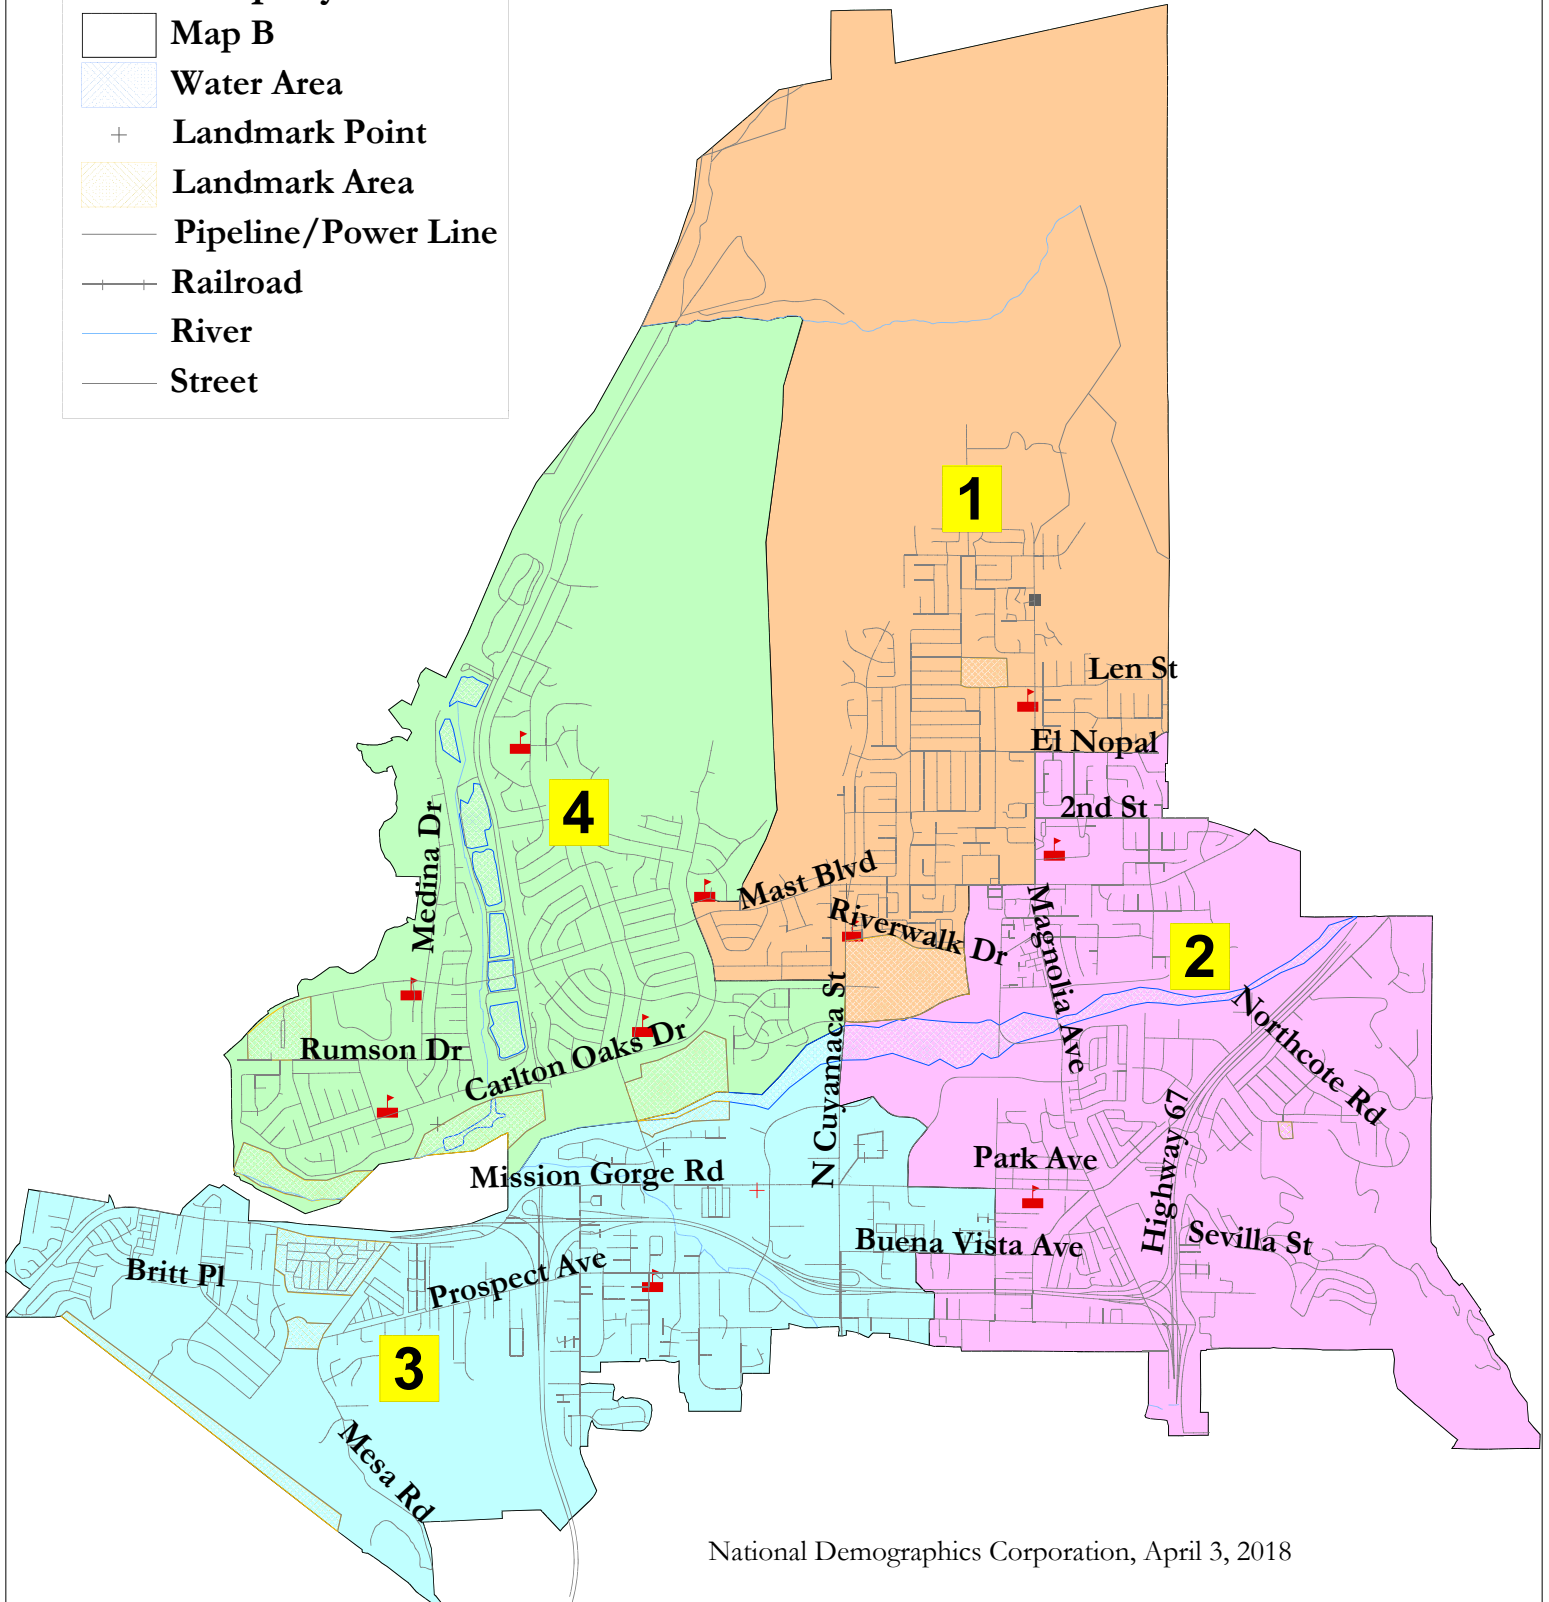 Map B
Water Area
Landmark Point
Landmark Area
Pipeline/Power Line
Railroad
River
Street
1
Len St
El Nopal
2nd St
4
Medina Dr
Mast Blvd
Riverwalk Dr
Magnolia Ave
2
Northcote Rd
Rumson Dr
Carlton Oaks Dr
N Cuyamaca St
Highway 67
Park Ave
Mission Gorge Rd
Buena Vista Ave
Sevilla St
Britt Pl
Prospect Ave
3
Mesa Rd
National Demographics Corporation, April 3, 2018